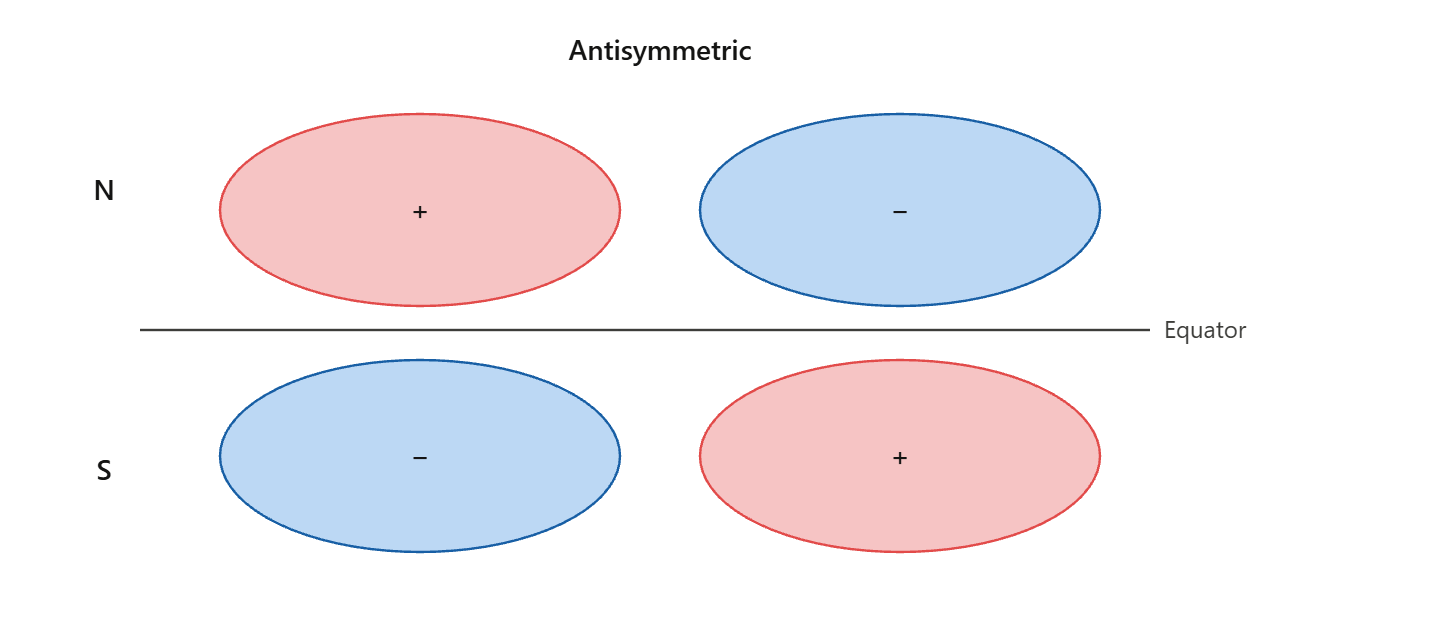 Antisymmetric
N
+
−
Equator
S
−
+